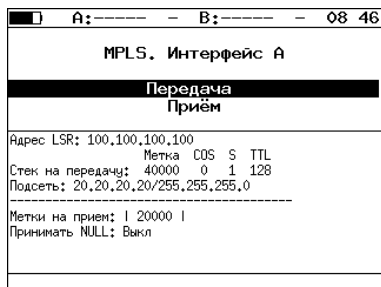 A:----- – B:----- – 08 46
MPLS. Интерфейс A
Передача
Приём
Адрес LSR: 100.100.100.100
Метка COS S TTL
Стек на передачу: 40000 0 1 128
Подсеть: 20.20.20.20/255.255.255.0
----------------------------------------
Метки на прием: | 20000 |
Принимать NULL: Выкл